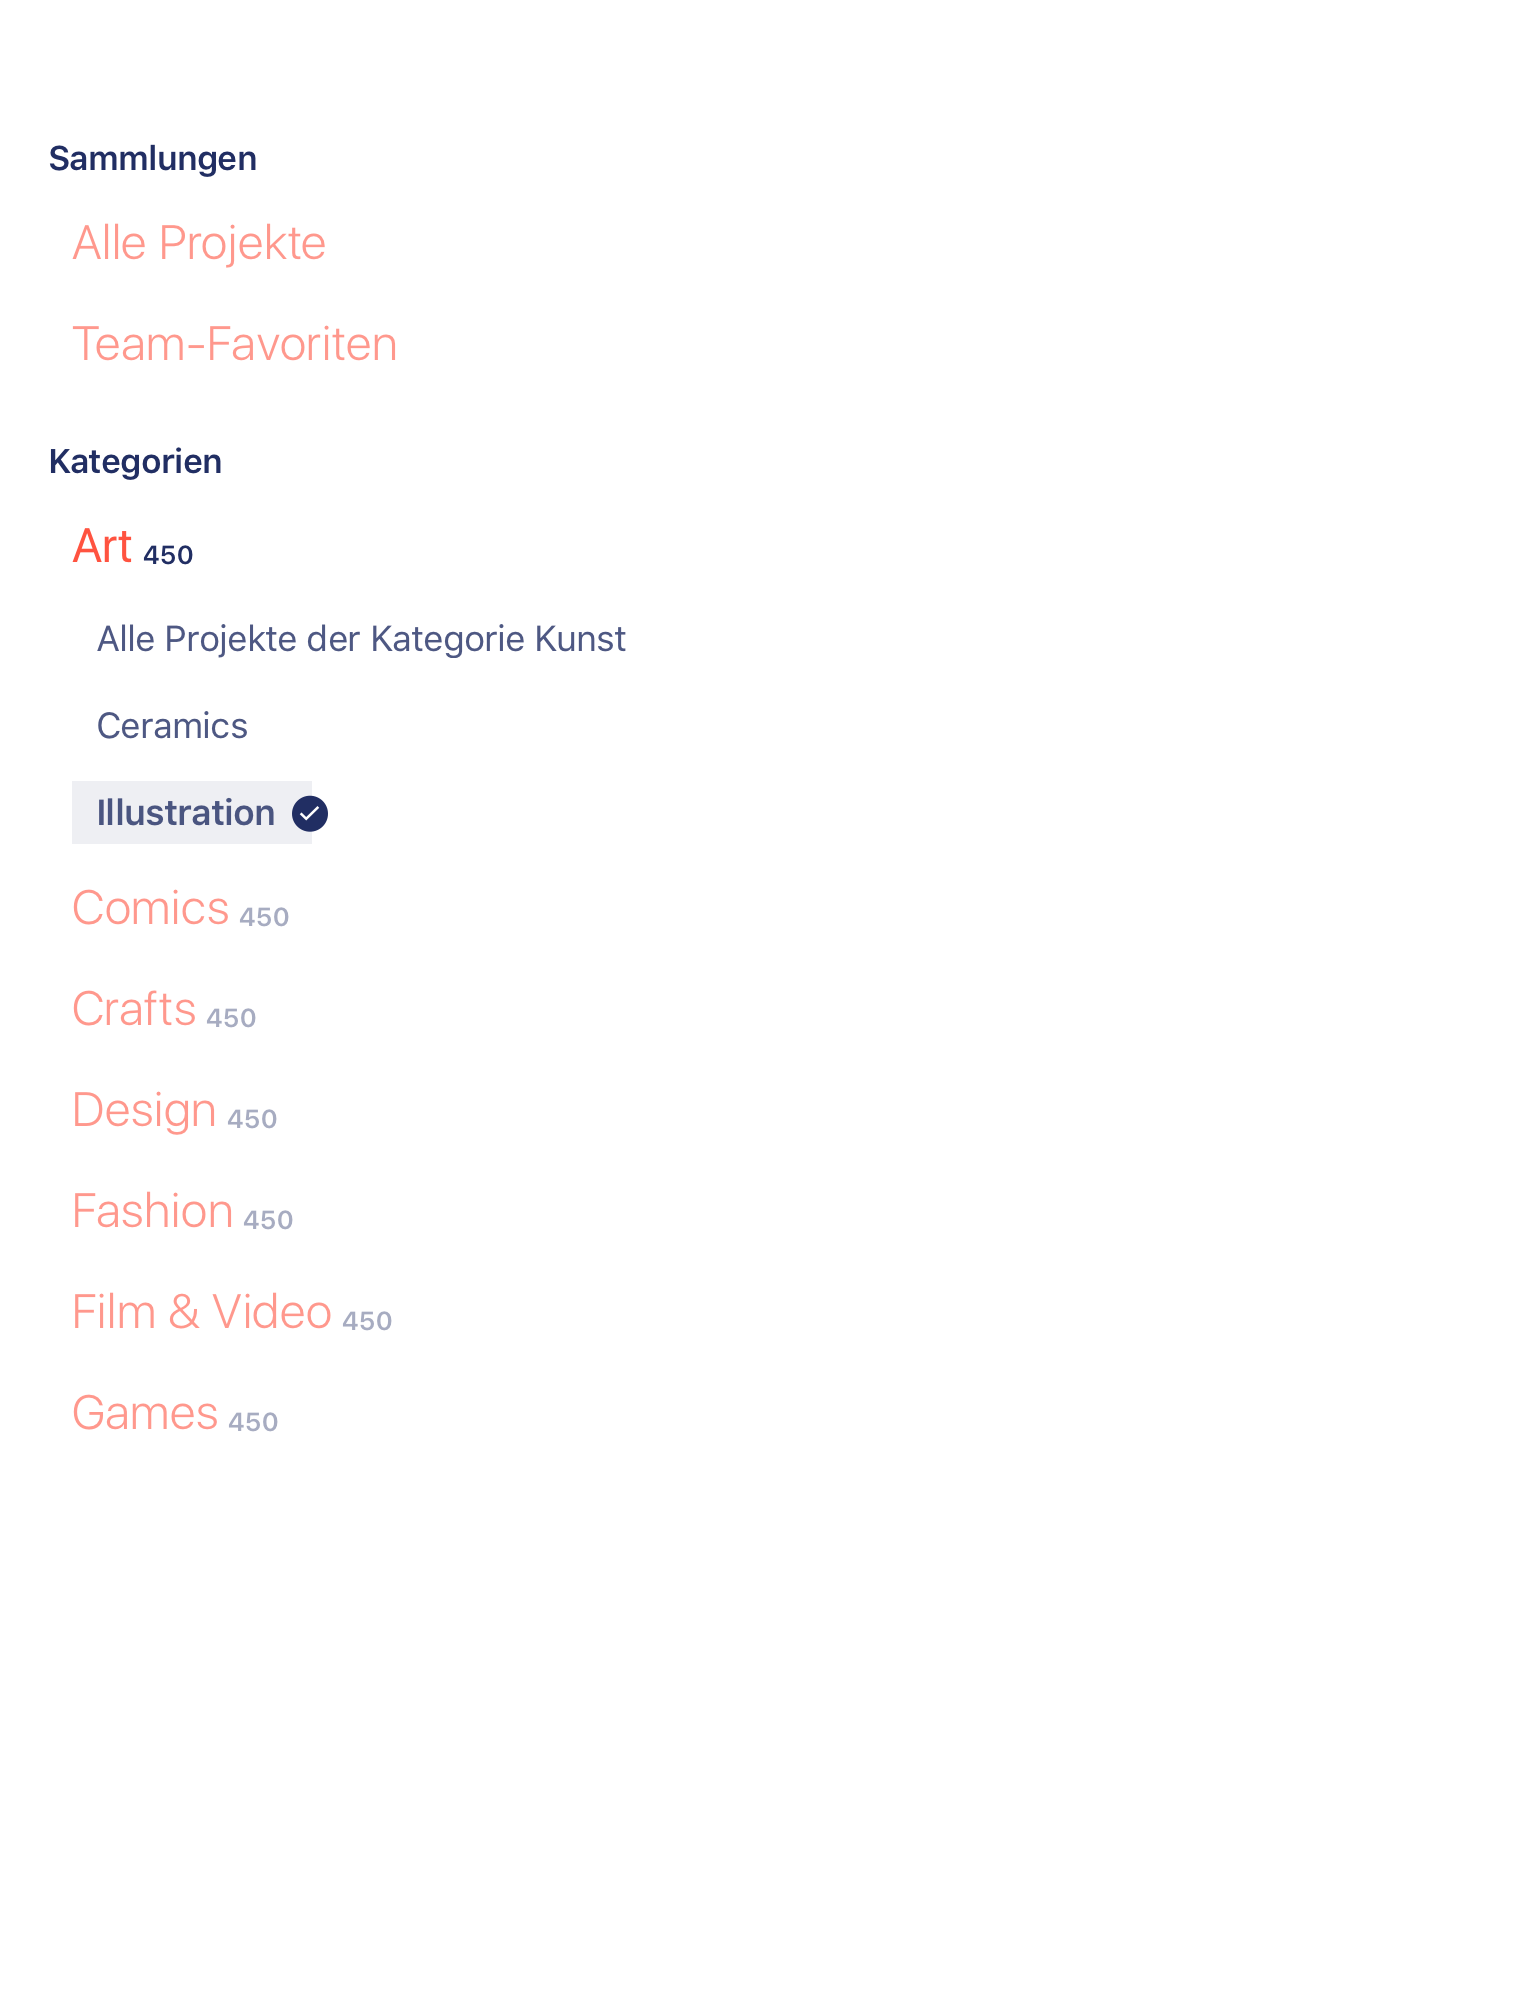 Sammlungen
Alle Projekte
Team-Favoriten
Kategorien
Art 450
Alle Projekte der Kategorie Kunst
Ceramics
Illustration
Comics 450
Crafts 450
Design 450
Fashion 450
Film & Video 450
Games 450